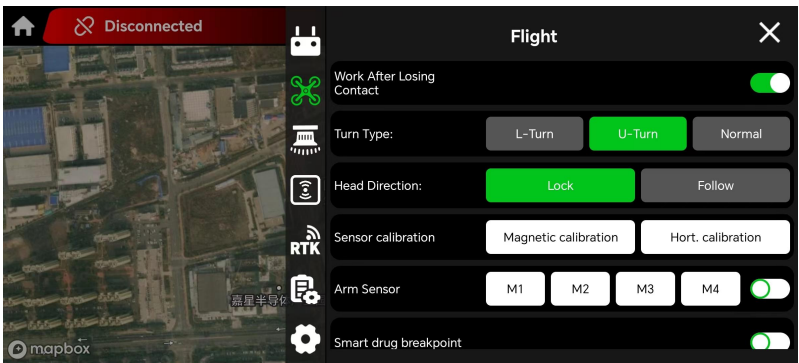 Disconnected
Flight
Work After Losing
Contact
Turn Type:
L-Turn
U-Turn
Normal
Head Direction:
Lock
Follow
RTK
Sensor calibration
Magnetic calibration
Hort. calibration
Arm Sensor
M1
M2
M3
M4
嘉星半导体
Smart drug breakpoint
mapbox